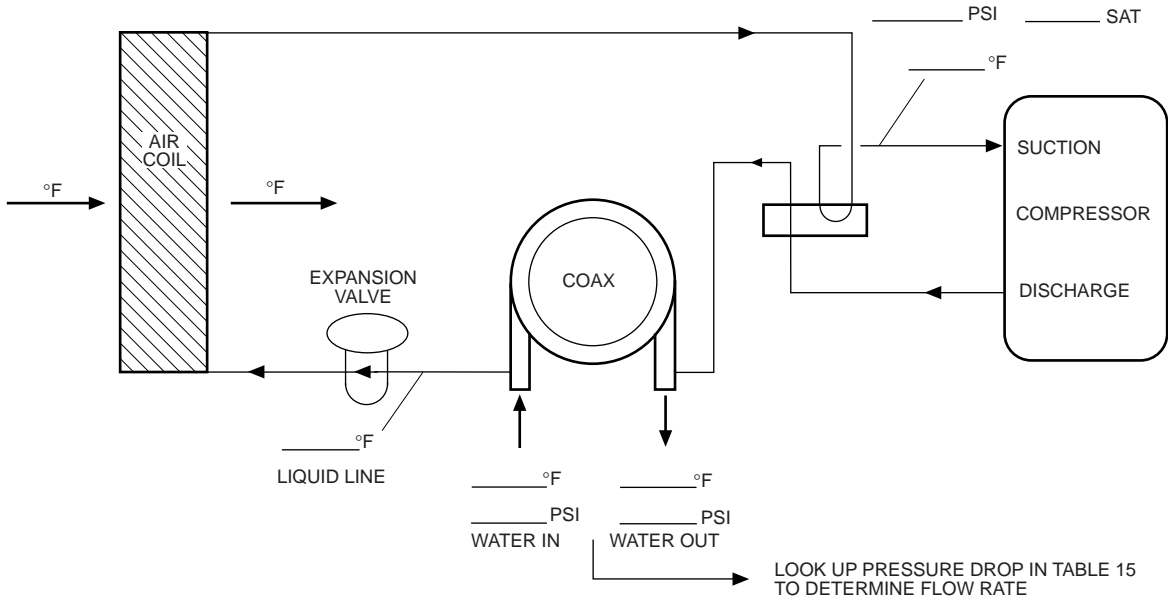 PSI SAT
°F
AIR
COIL
SUCTION
°F
°F
COMPRESSOR
EXPANSION
VALVE
COAX
DISCHARGE
°F
LIQUID LINE
°F
°F
PSI
PSI
WATER IN
WATER OUT
LOOK UP PRESSURE DROP IN TABLE 15
TO DETERMINE FLOW RATE